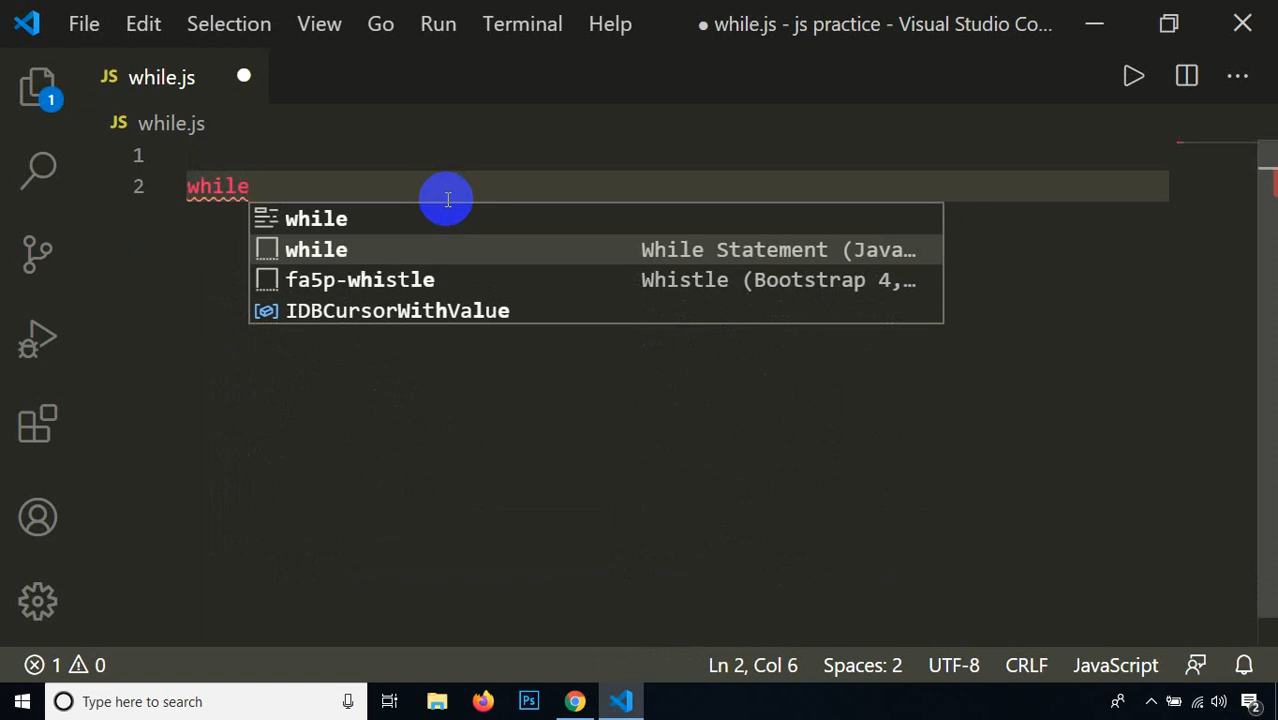 File Edit Selection View Go Run Terminal Help ● while.js - js practice - Visual Studio Co...
JS while.js
1
JS while.js
1
2 while
while
while While Statement (Java...
fa5p-whistle Whistle (Bootstrap 4,...
IDBCursorWithValue
1 0 Ln 2, Col 6 Spaces: 2 UTF-8 CRLF JavaScript
Type here to search Ps 2